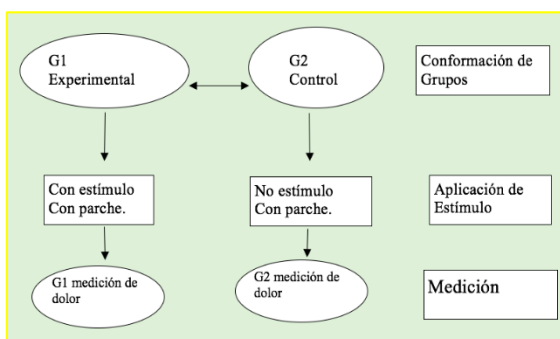 G1
Experimental
G2
Control
Conformación de
Grupos
Con estímulo
Con parche.
No estímulo
Con parche.
Aplicación de
Estímulo
G1 medición de
dolor
G2 medición de
dolor
Medición